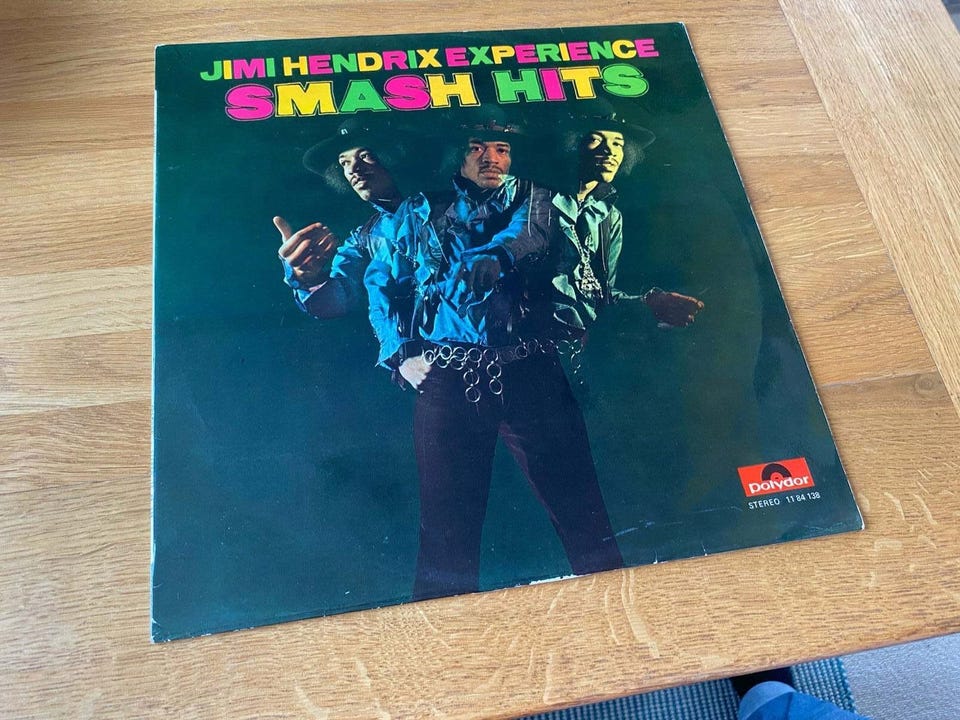 JIMI HENDRIX EXPERIENCE
SMASH HITS
polydor
STEREO 11 84 138